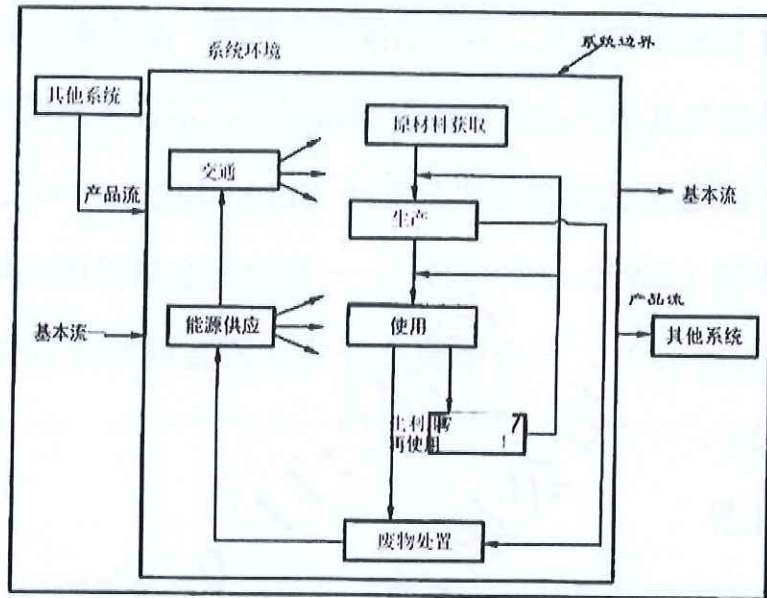 系统环境
系统边界
其他系统
原材料获取
交通
产品流
基本流
生产
产品流
基本流
能源供应
使用
其他系统
再使用
废物处置